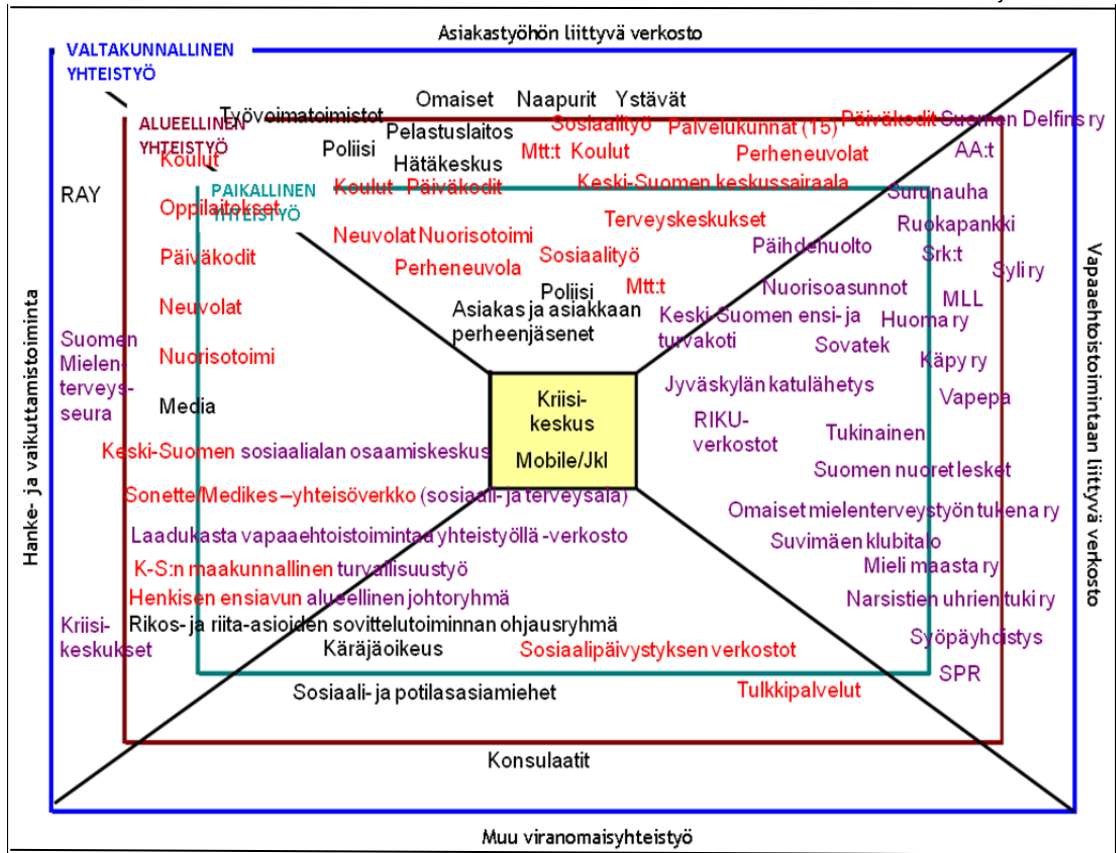 Asiakastyöhön liittyvä verkosto
VALTAKUNNALLINEN
YHTEISTYÖ
Omaiset Naapurit Ystävät
Työvoimatoimistot
ALUEELLINEN
YHTEISTYÖ
Pelastuslaitos
Sosiaalityö
Palvelukunnat (15)
Päiväkodit
Suomen Delfins ry
Koulut
Poliisi
Hätäkeskus
Mtt:t Koulut
Perheneuvolat
AA:t
RAY
PAIKALLINEN
YHTEISTYÖ
Koulut Päiväkodit
Keski-Suomen keskussairaala
Surunauha
Oppilaitokset
Terveyskeskukset
Ruokapankki
Neuvolat Nuorisotoimi
Päihdehuolto
Srk:t
Päiväkodit
Perheneuvola
Sosiaalityö
Syli ry
Mtt:t
Nuorisoasunnot
Poliisi
MLL
Neuvolat
Asiakas ja asiakkaan
perheenjäsenet
Keski-Suomen ensi- ja
turvakoti
Huoma ry
Sovatek
Suomen
Mielen-
terveys-
seura
Nuorisotoimi
Käpy ry
Jyväskylän katulähetys
Media
Kriisi-
keskus
Mobile/Jkl
Vapepa
RIKU-
verkostot
Tukinainen
Keski-Suomen sosiaalialan osaamiskeskus
Suomen nuoret lesket
Sonette/Medikes –yhteisöverkko (sosiaali- ja terveysala)
Omaiset mielenterveystyön tukena ry
Laadukasta vapaaehtoistoimintaa yhteistyöllä -verkosto
Suvimäen klubitalo
K-S:n maakunnallinen turvallisuustyö
Mieli maasta ry
Henkisen ensiavun alueellinen johtoryhmä
Narsistien uhrien tuki ry
Kriisi-
keskukset
Rikos- ja riita-asioiden sovittelutoiminnan ohjausryhmä
Syöpäyhdistys
Käräjäoikeus
Sosiaalipäivystyksen verkostot
SPR
Sosiaali- ja potilasasiamiehet
Tulkkipalvelut
Konsulaatit
Muu viranomaisyhteistyö
Hanke- ja vaikuttamistoiminta
Vapaaehtoistoimintaan liittyvä verkosto